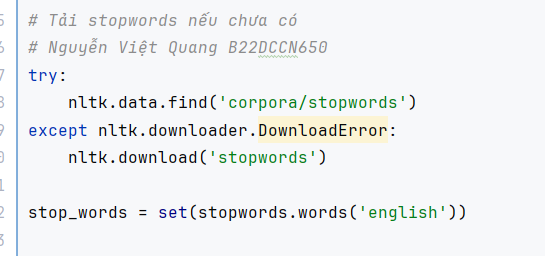 # Tải stopwords nếu chưa có
# Nguyễn Việt Quang B22DCCN650
try:
    nltk.data.find('corpora/stopwords')
except nltk.downloader.DownloadError:
    nltk.download('stopwords')
stop_words = set(stopwords.words('english'))